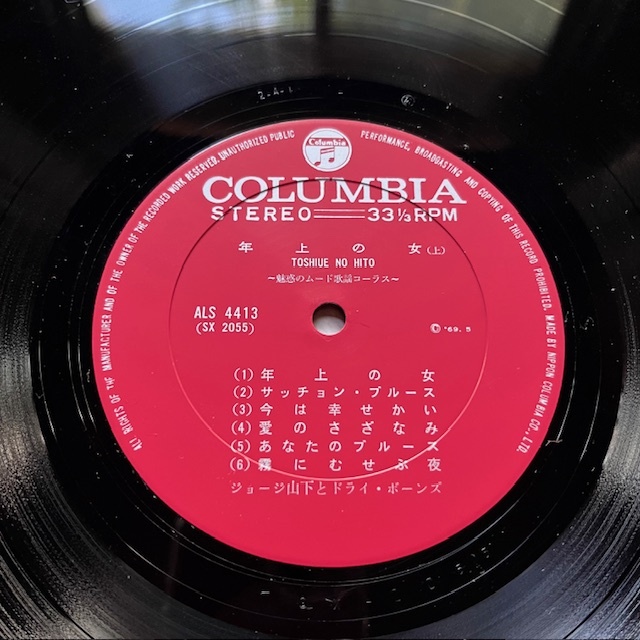 ALL RIGHTS OF THE MANUFACTURER AND OF THE OWNER OF THE RECORDED WORK RESERVED. UNAUTHORIZED PUBLIC PERFORMANCE, BROADCASTING AND COPYING OF THIS RECORD PROHIBITED. MADE BY NIPPON COLUMBIA CO., LTD.
Columbia
COLUMBIA
STEREO 33⅓ RPM
年上の女(上)
TOSHIUE NO HITO
～魅惑のムード歌謡コーラス～
ALS 4413
(SX 2055)
Ⓟ '69. 5
(1) 年上の女
(2) サッチョン・ブルース
(3) 今は幸せかい
(4) 愛のさざなみ
(5) あなたのブルース
(6) 霧にむせぶ夜
ジョージ山下とドライ・ボーンズ
2-A-1